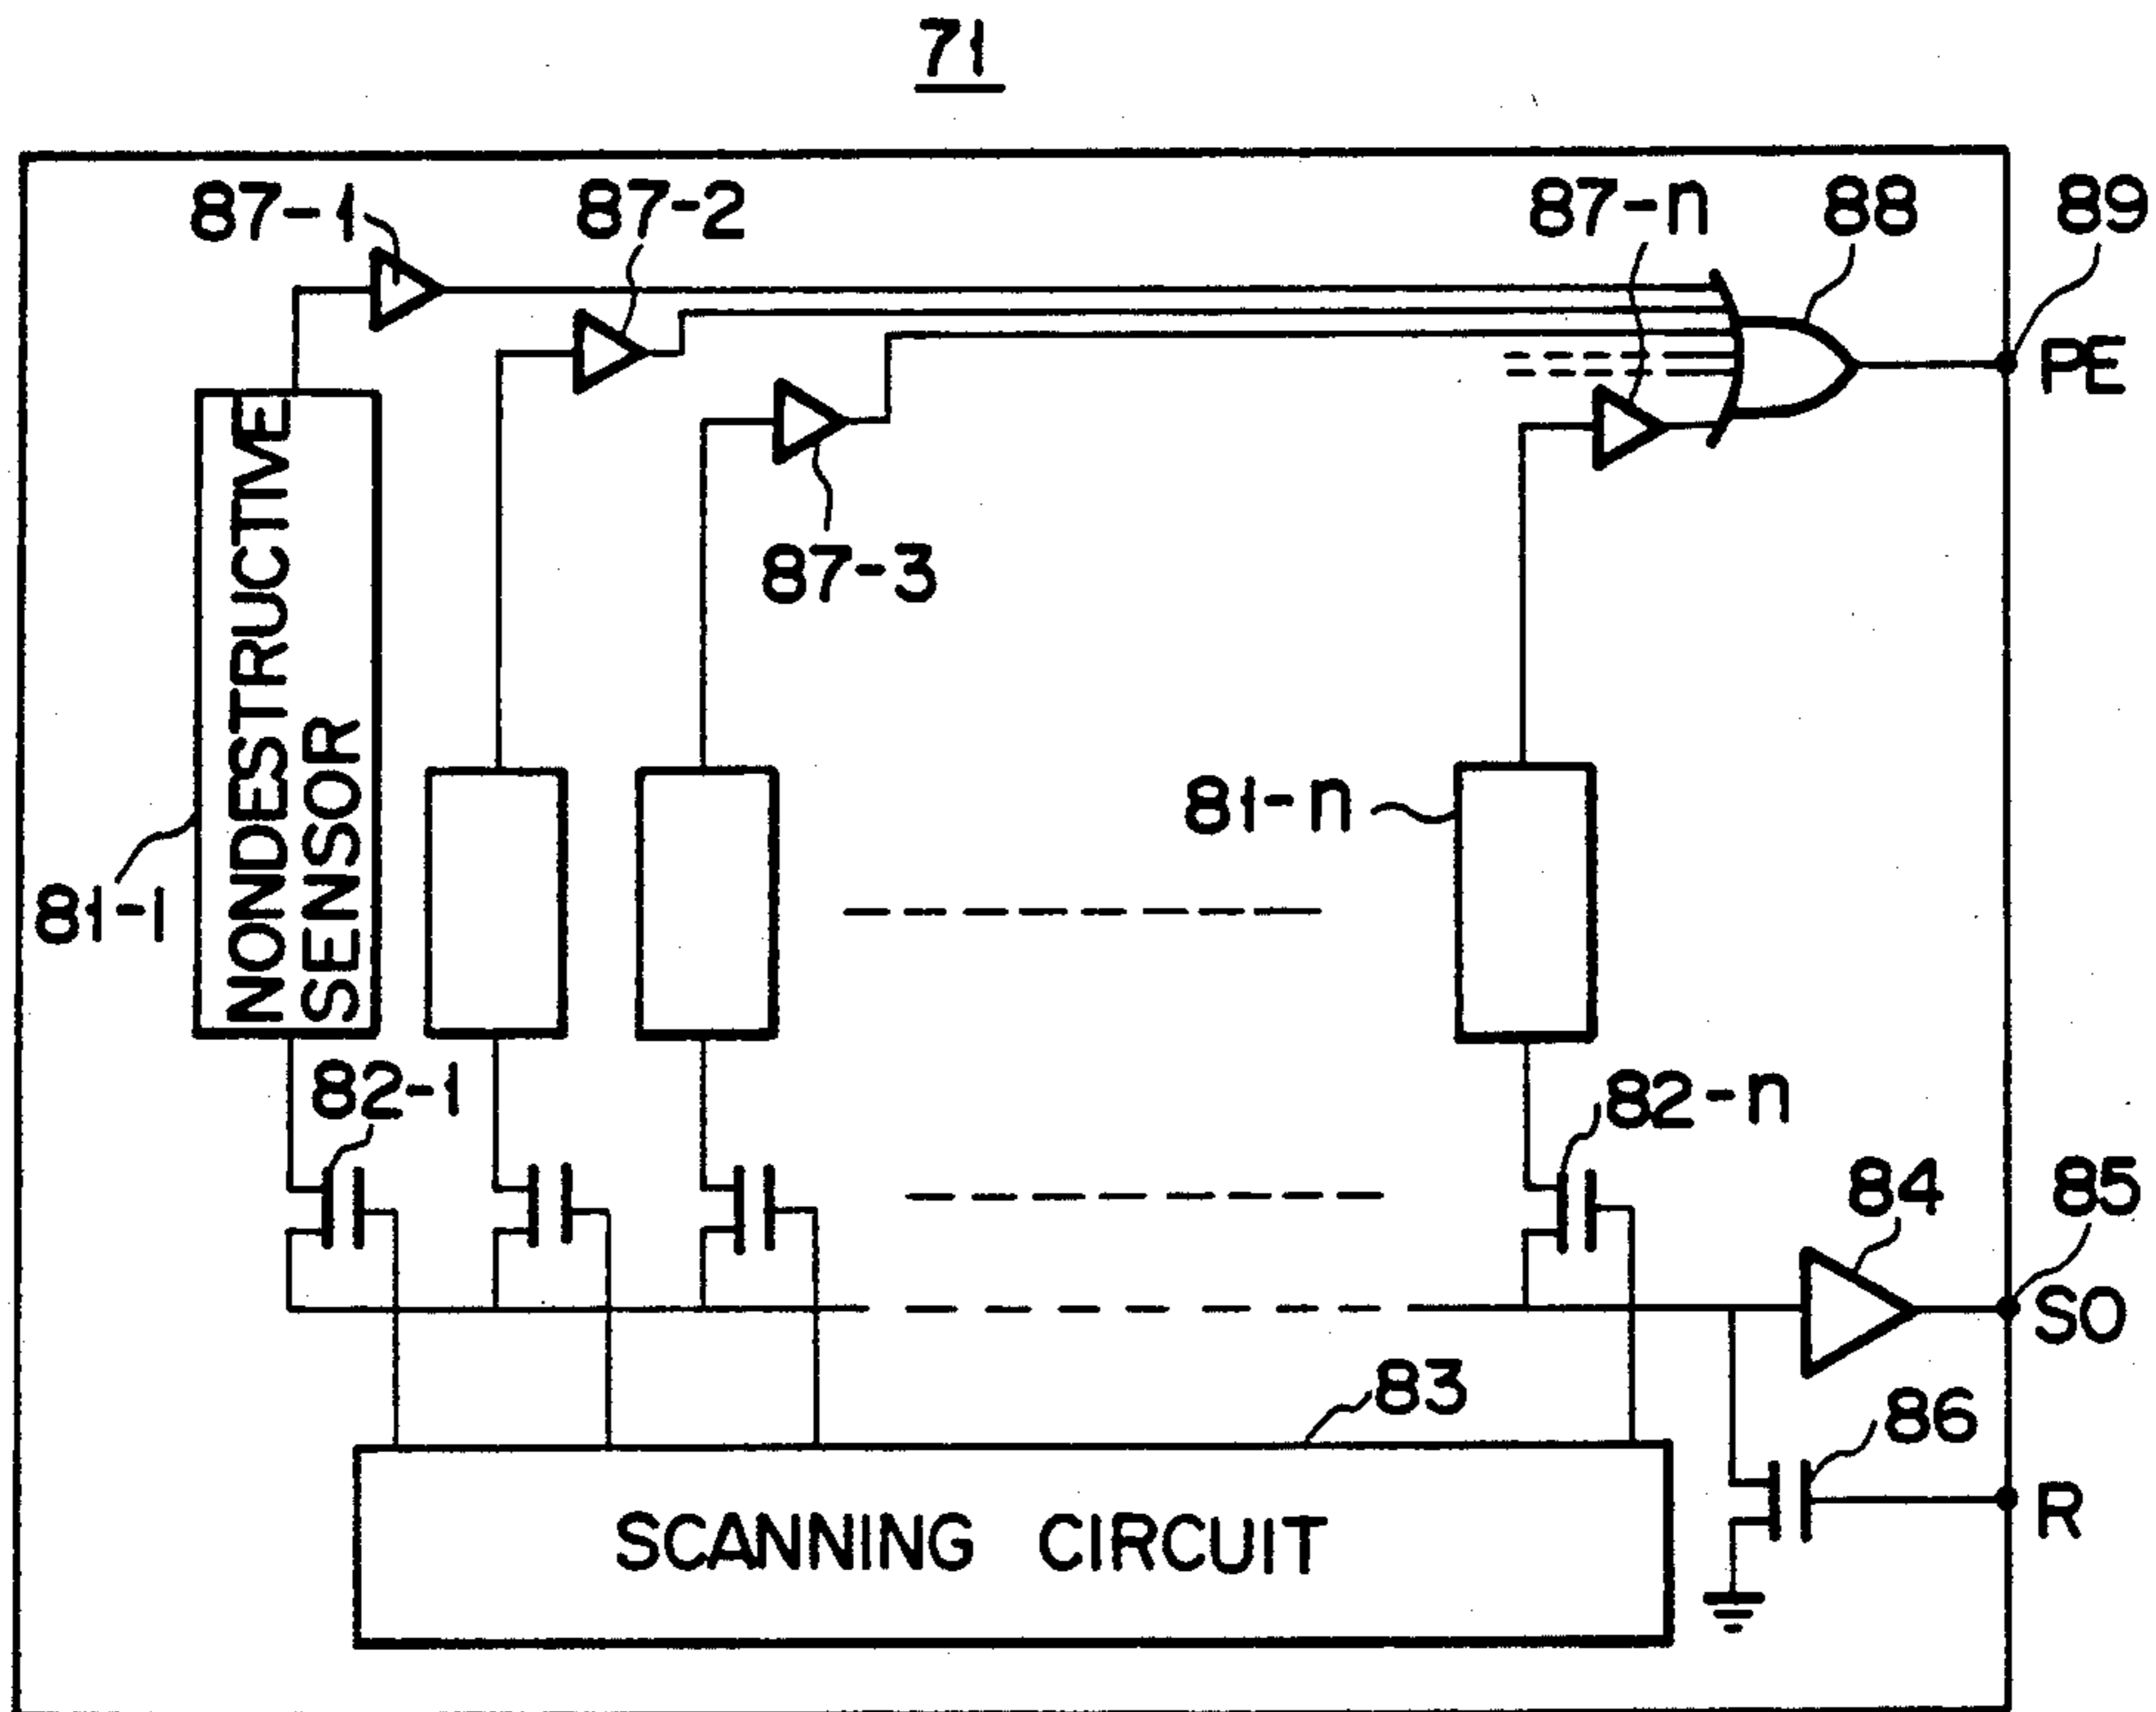 71
87-1
87-2
87-n
88
89
PE
87-3
NONDESTRUCTIVE
SENSOR
81-n
81-1
82-1
82-n
84
85
SO
83
86
R
SCANNING CIRCUIT